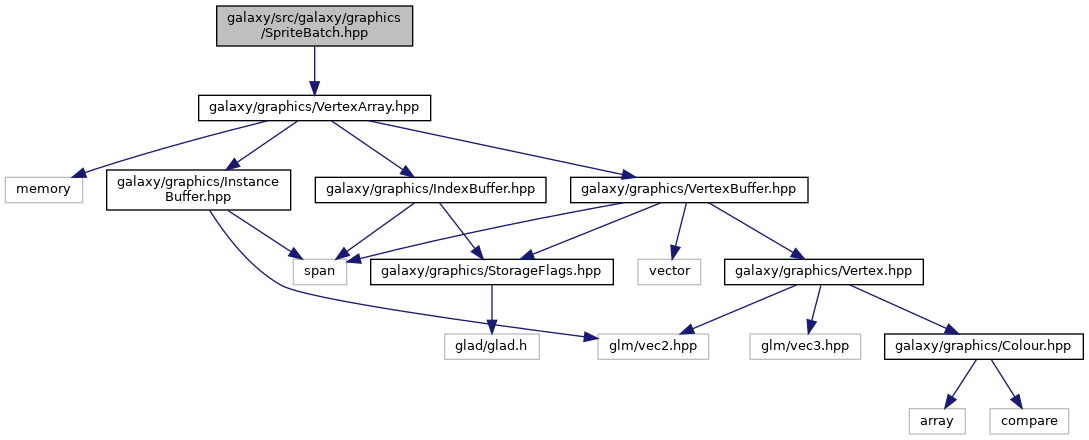 galaxy/src/galaxy/graphics
/SpriteBatch.hpp
galaxy/graphics/VertexArray.hpp
memory
galaxy/graphics/Instance
Buffer.hpp
galaxy/graphics/IndexBuffer.hpp
galaxy/graphics/VertexBuffer.hpp
span
galaxy/graphics/StorageFlags.hpp
vector
galaxy/graphics/Vertex.hpp
glad/glad.h
glm/vec2.hpp
glm/vec3.hpp
galaxy/graphics/Colour.hpp
array
compare